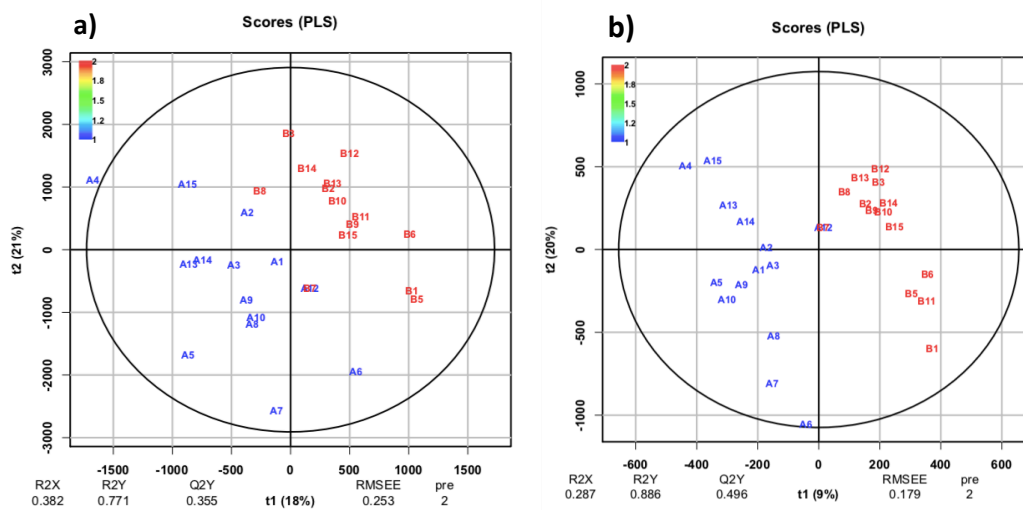 a)
Scores (PLS)
3000
2000
1000
0
-1000
-2000
-3000
t2 (21%)
2
1.8
1.5
1.2
1
B3
B12
B14
B13
B2
A4
A15
B8
B10
A2
B11
B9
B15
B6
A1
A14
A13
A3
B7
A12
B1
B5
A9
A10
A8
A5
A6
A7
-1500 -1000 -500 0 500 1000 1500
R2X R2Y Q2Y RMSEE pre
0.382 0.771 0.355 t1 (18%) 0.253 2
b)
Scores (PLS)
1000
500
0
-500
-1000
t2 (20%)
2
1.8
1.5
1.2
1
A15
A4
B12
B13
B3
B8
A13
B2
B14
B9
B10
A14
B7
A12
B15
A2
A3
A1
B6
A5
A9
B5
A10
B11
A8
B1
A7
A6
-600 -400 -200 0 200 400 600
R2X R2Y Q2Y RMSEE pre
0.287 0.886 0.496 t1 (9%) 0.179 2